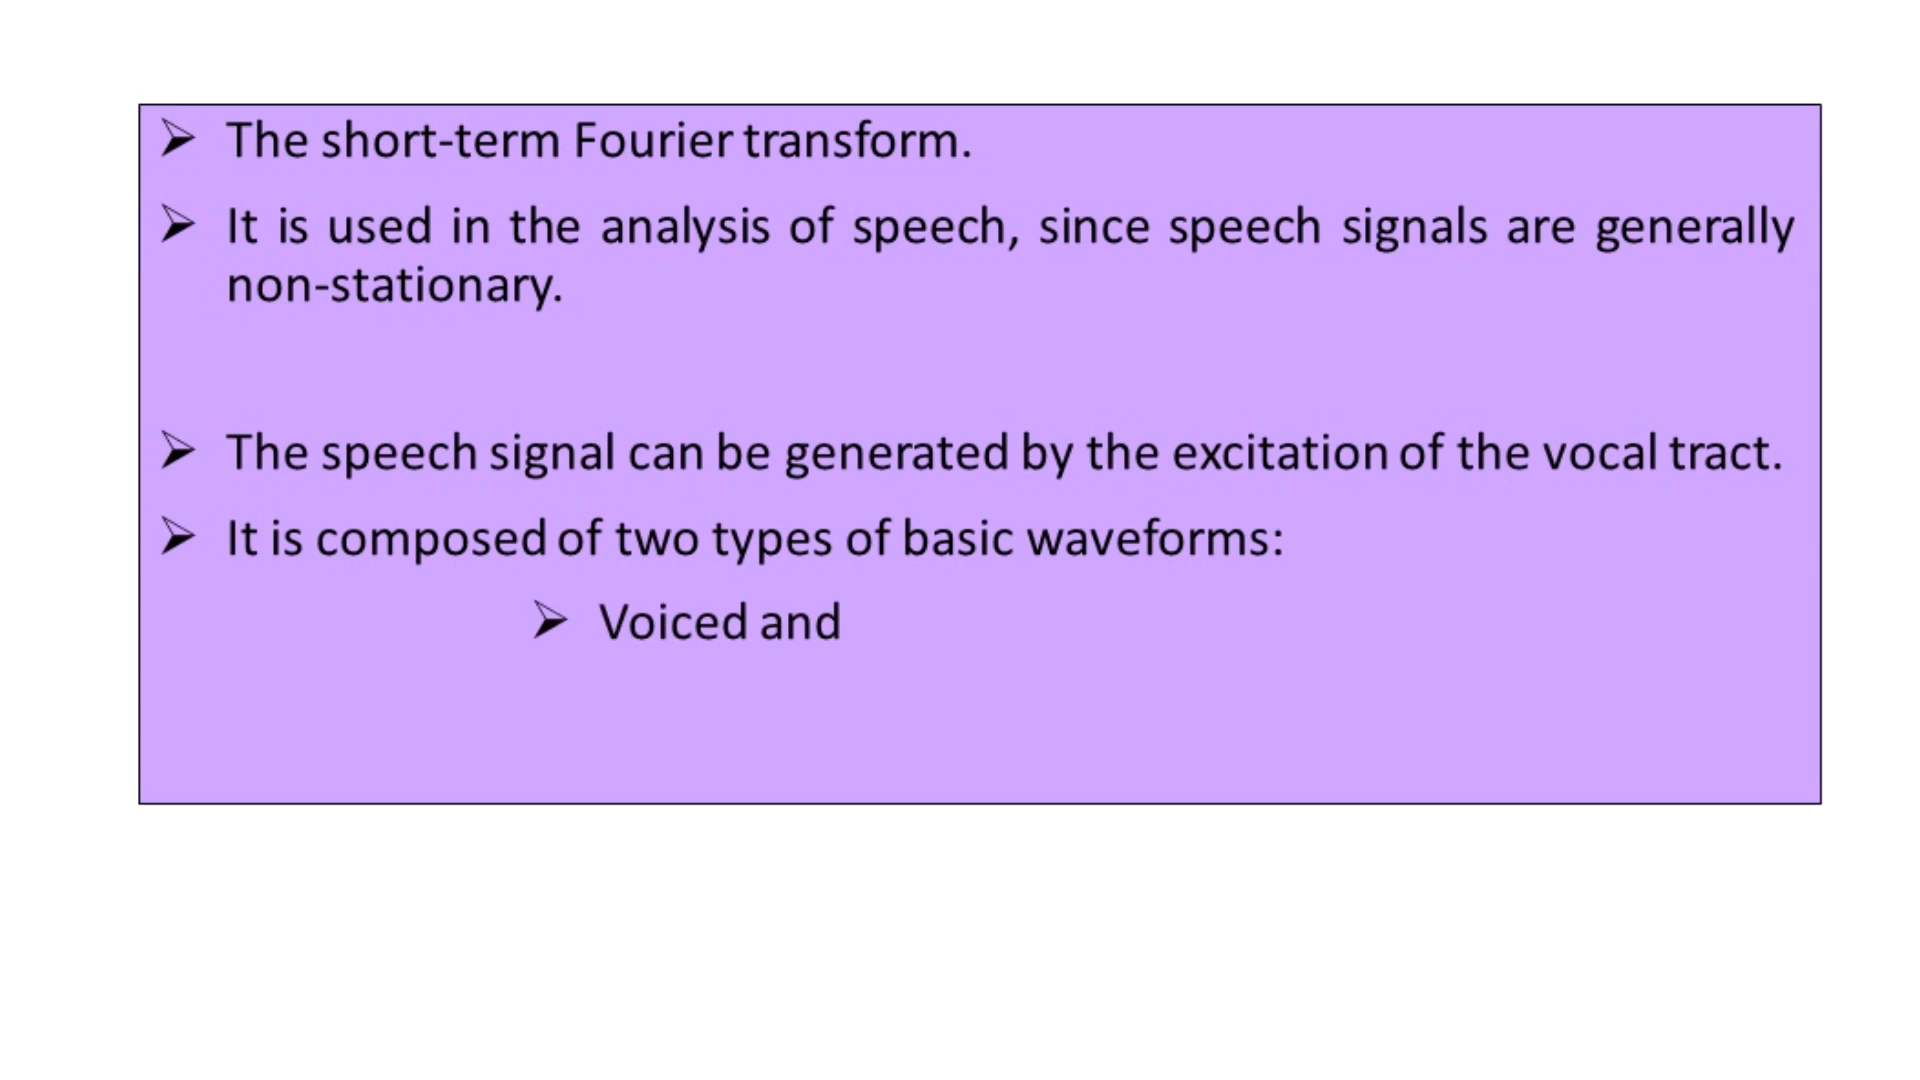 ➢ The short-term Fourier transform.
➢ It is used in the analysis of speech, since speech signals are generally
non-stationary.
➢ The speech signal can be generated by the excitation of the vocal tract.
➢ It is composed of two types of basic waveforms:
➢ Voiced and